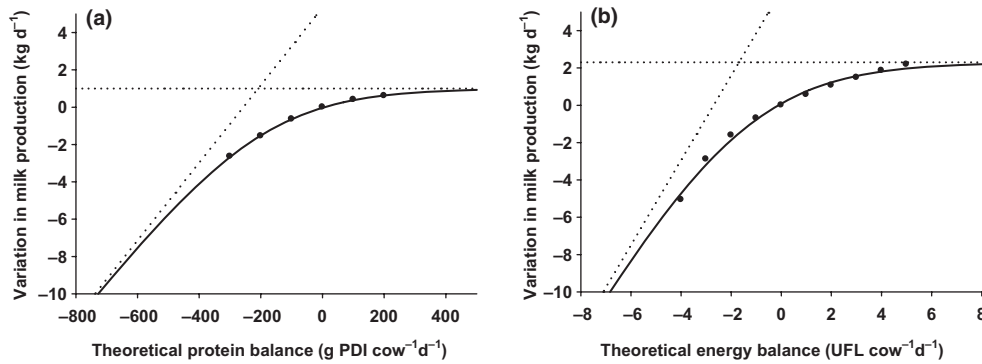 (a)
Variation in milk production (kg d⁻¹)
4
2
0
−2
−4
−6
−8
−10
−800 −600 −400 −200 0 200 400
Theoretical protein balance (g PDI cow⁻¹d⁻¹)
(b)
Variation in milk production (kg d⁻¹)
4
2
0
−2
−4
−6
−8
−10
−8 −6 −4 −2 0 2 4 6 8
Theoretical energy balance (UFL cow⁻¹d⁻¹)